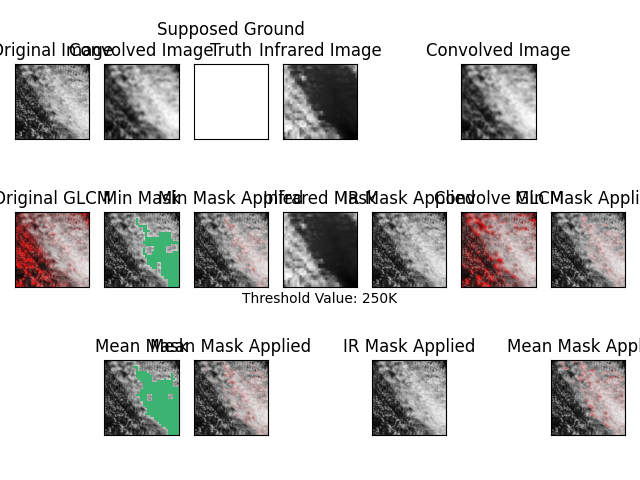 Supposed Ground
Original Image
Convolved Image
Truth
Infrared Image
Convolved Image
Original GLCM
Min Mask
Min Mask Applied
Infrared Mask
IR Mask Applied
Convolve GLCM
Min Mask Appli
Threshold Value: 250K
Mean Mask
Mean Mask Applied
IR Mask Applied
Mean Mask Appl